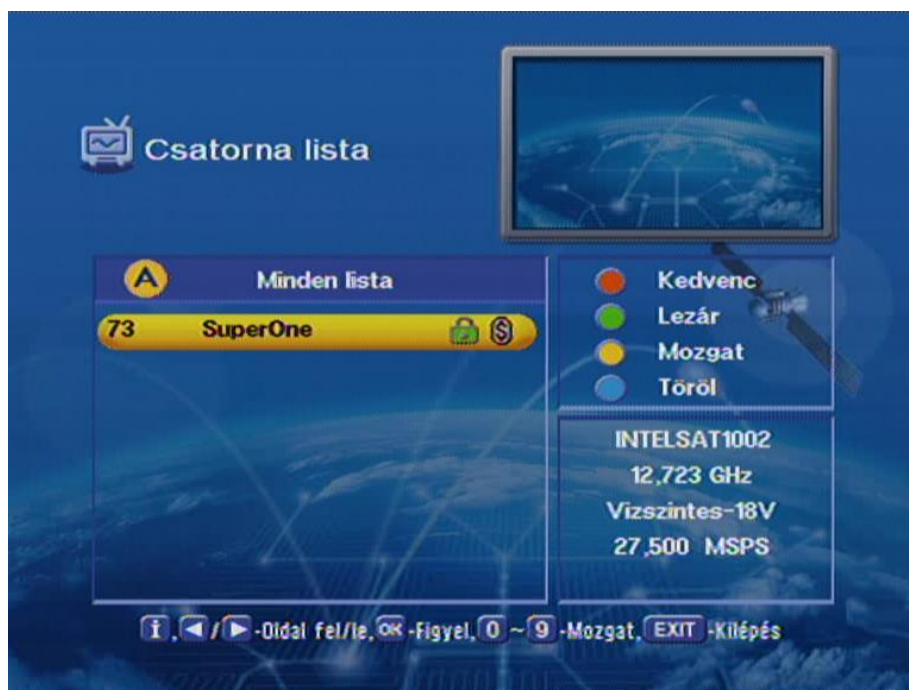 Csatorna lista
A Minden lista
73 SuperOne $
Kedvenc
Lezár
Mozgat
Töröl
INTELSAT1002
12,723 GHz
Vizszintes-18V
27,500 MSPS
i,◄/►-Oldal fel/le,OK-Figyel,0~9-Mozgat,EXIT-Kilépés